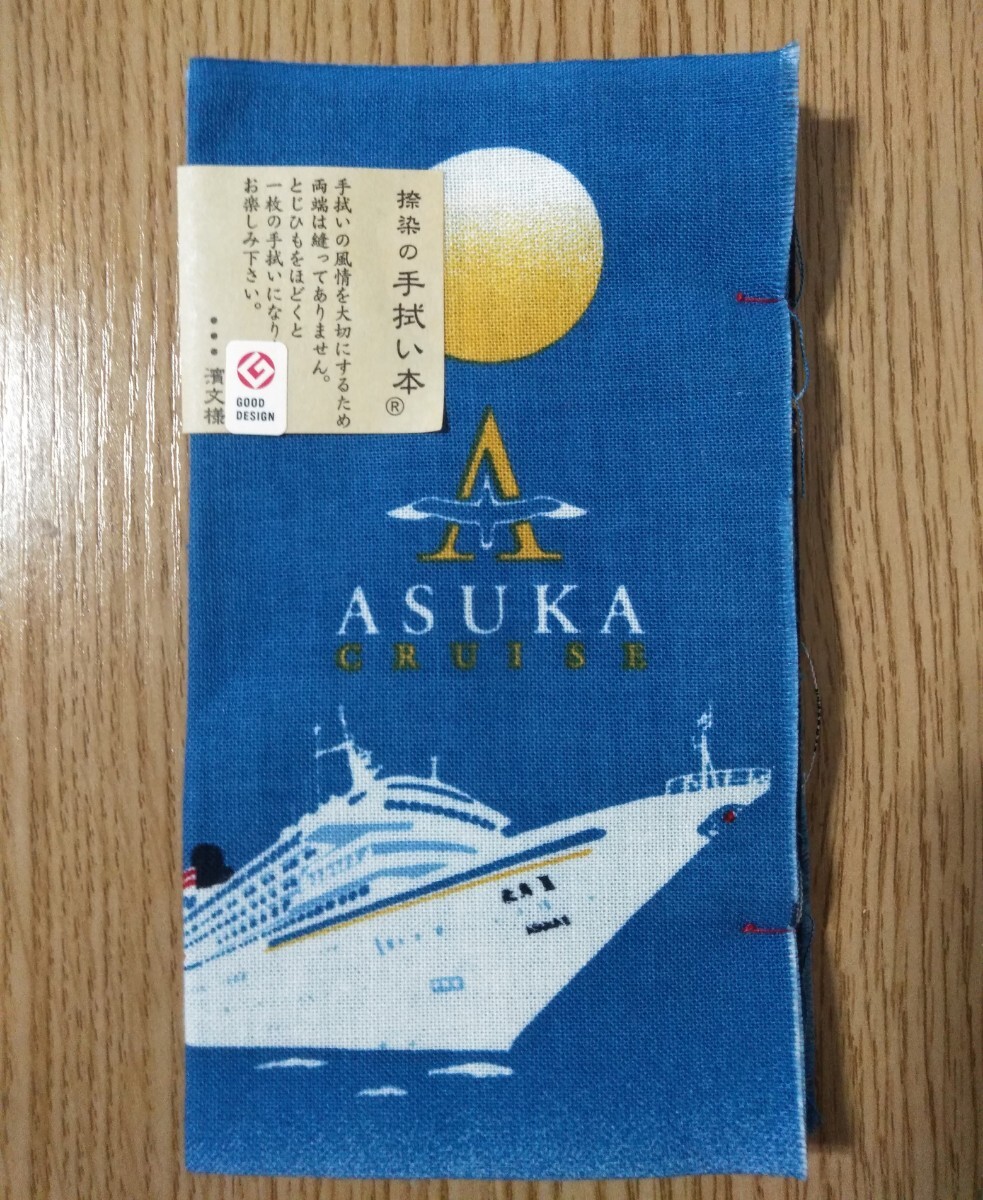 捺染の手拭い本®
手拭いの風情を大切にするため
両端は縫ってありません。
とじひもをほどくと
一枚の手拭いになり
お楽しみ下さい。
濱文様
GOOD
DESIGN
A
ASUKA
CRUISE